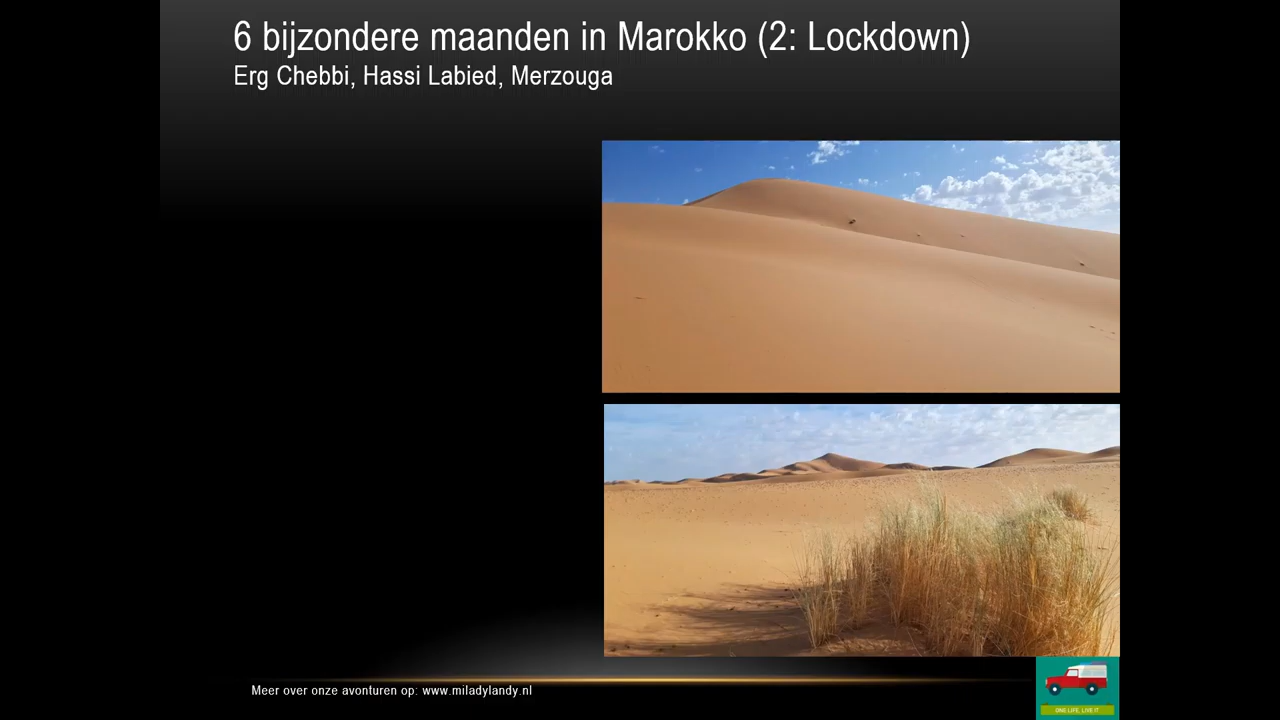 6 bijzondere maanden in Marokko (2: Lockdown)
Erg Chebbi, Hassi Labied, Merzouga
Meer over onze avonturen op: www.miladylandy.nl
ONE LIFE, LIVE IT